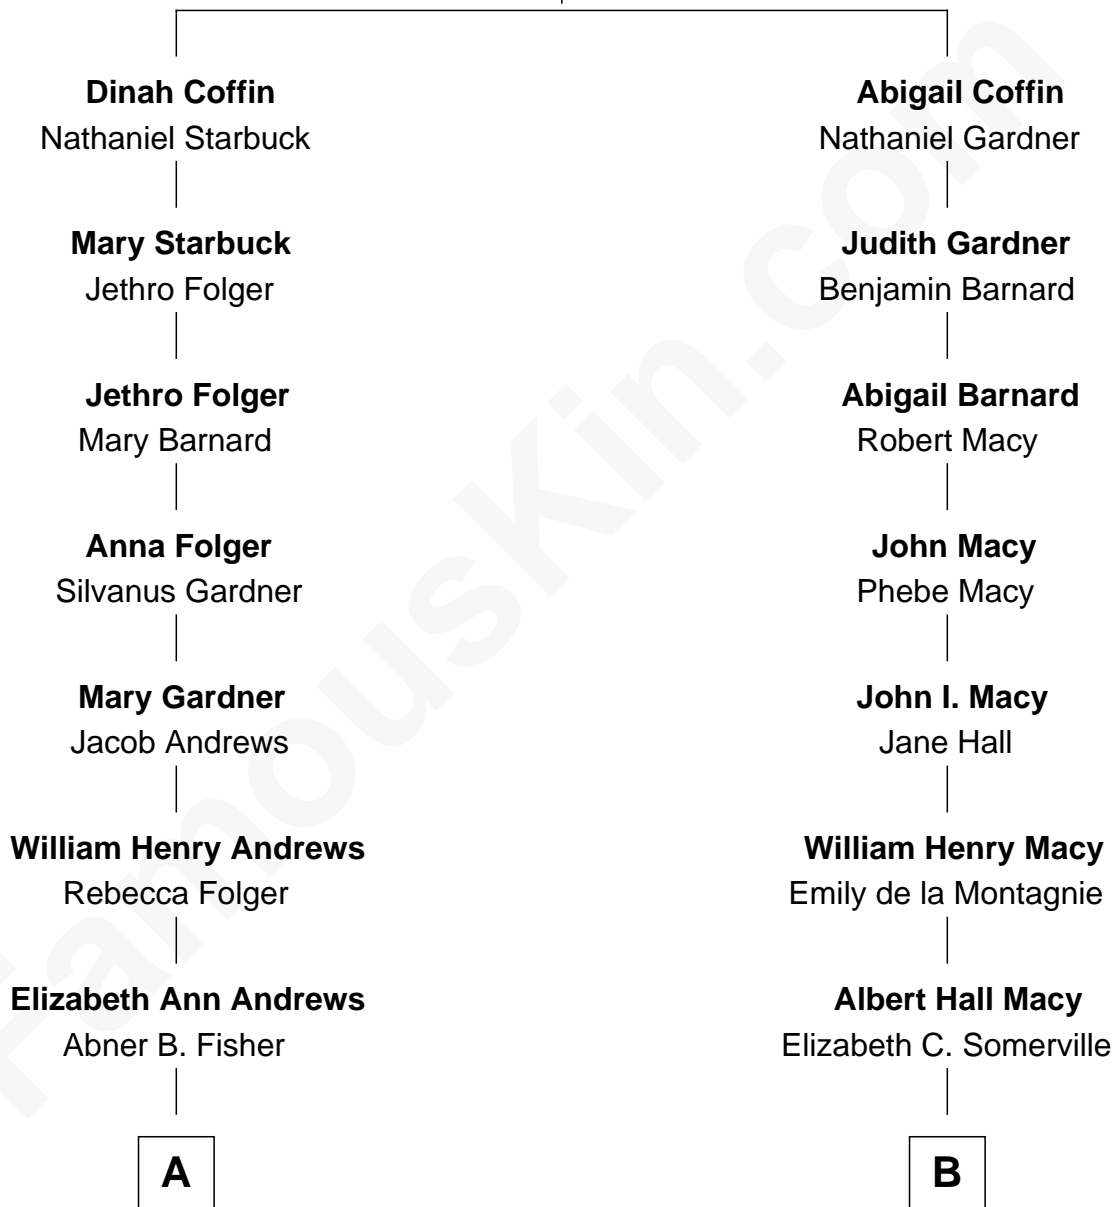 Dinah Coffin
Nathaniel Starbuck
Mary Starbuck
Jethro Folger
Jethro Folger
Mary Barnard
Anna Folger
Silvanus Gardner
Mary Gardner
Jacob Andrews
William Henry Andrews
Rebecca Folger
Elizabeth Ann Andrews
Abner B. Fisher
A
Abigail Coffin
Nathaniel Gardner
Judith Gardner
Benjamin Barnard
Abigail Barnard
Robert Macy
John Macy
Phebe Macy
John I. Macy
Jane Hall
William Henry Macy
Emily de la Montagnie
Albert Hall Macy
Elizabeth C. Somerville
B
FamousKin.com